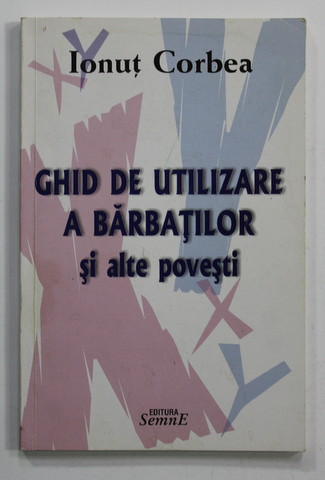 Ionuț Corbea
GHID DE UTILIZARE
A BĂRBAȚILOR
și alte povești
X
Y
X
Y
EDITURA
SemnE